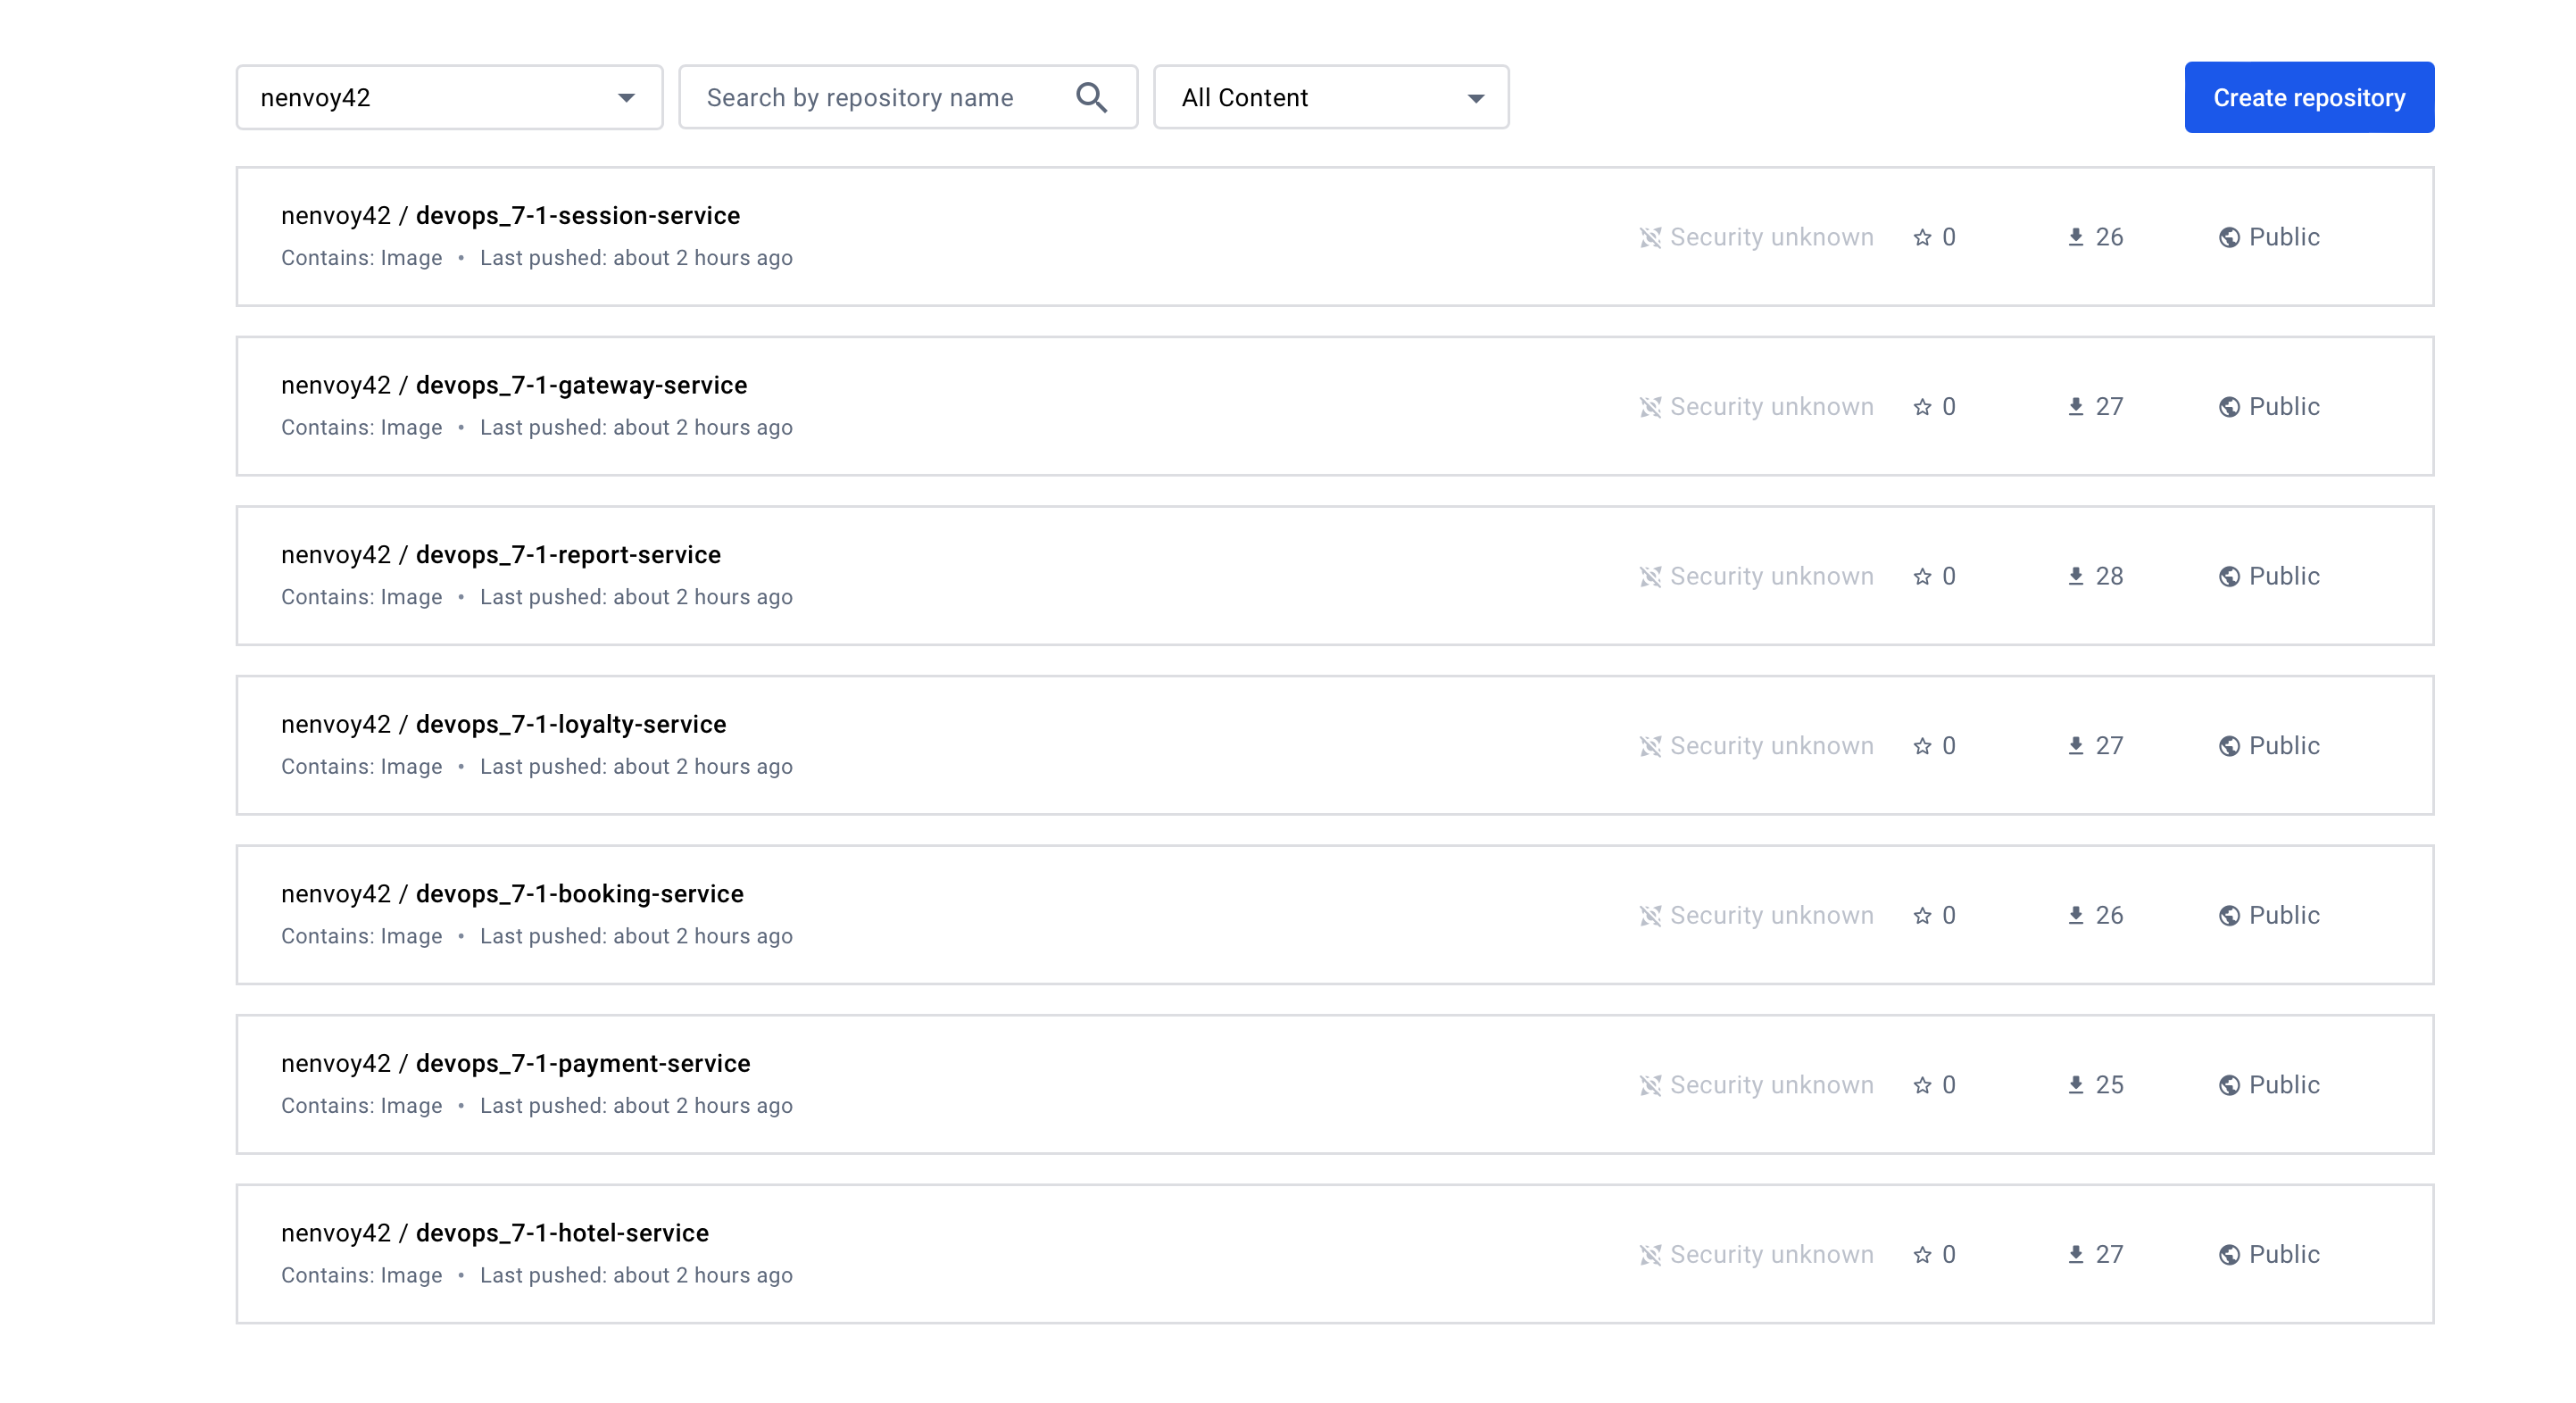 nenvoy42
Search by repository name
All Content
Create repository
nenvoy42 / devops_7-1-session-service
Contains: Image • Last pushed: about 2 hours ago
Security unknown
0
26
Public
nenvoy42 / devops_7-1-gateway-service
Contains: Image • Last pushed: about 2 hours ago
Security unknown
0
27
Public
nenvoy42 / devops_7-1-report-service
Contains: Image • Last pushed: about 2 hours ago
Security unknown
0
28
Public
nenvoy42 / devops_7-1-loyalty-service
Contains: Image • Last pushed: about 2 hours ago
Security unknown
0
27
Public
nenvoy42 / devops_7-1-booking-service
Contains: Image • Last pushed: about 2 hours ago
Security unknown
0
26
Public
nenvoy42 / devops_7-1-payment-service
Contains: Image • Last pushed: about 2 hours ago
Security unknown
0
25
Public
nenvoy42 / devops_7-1-hotel-service
Contains: Image • Last pushed: about 2 hours ago
Security unknown
0
27
Public